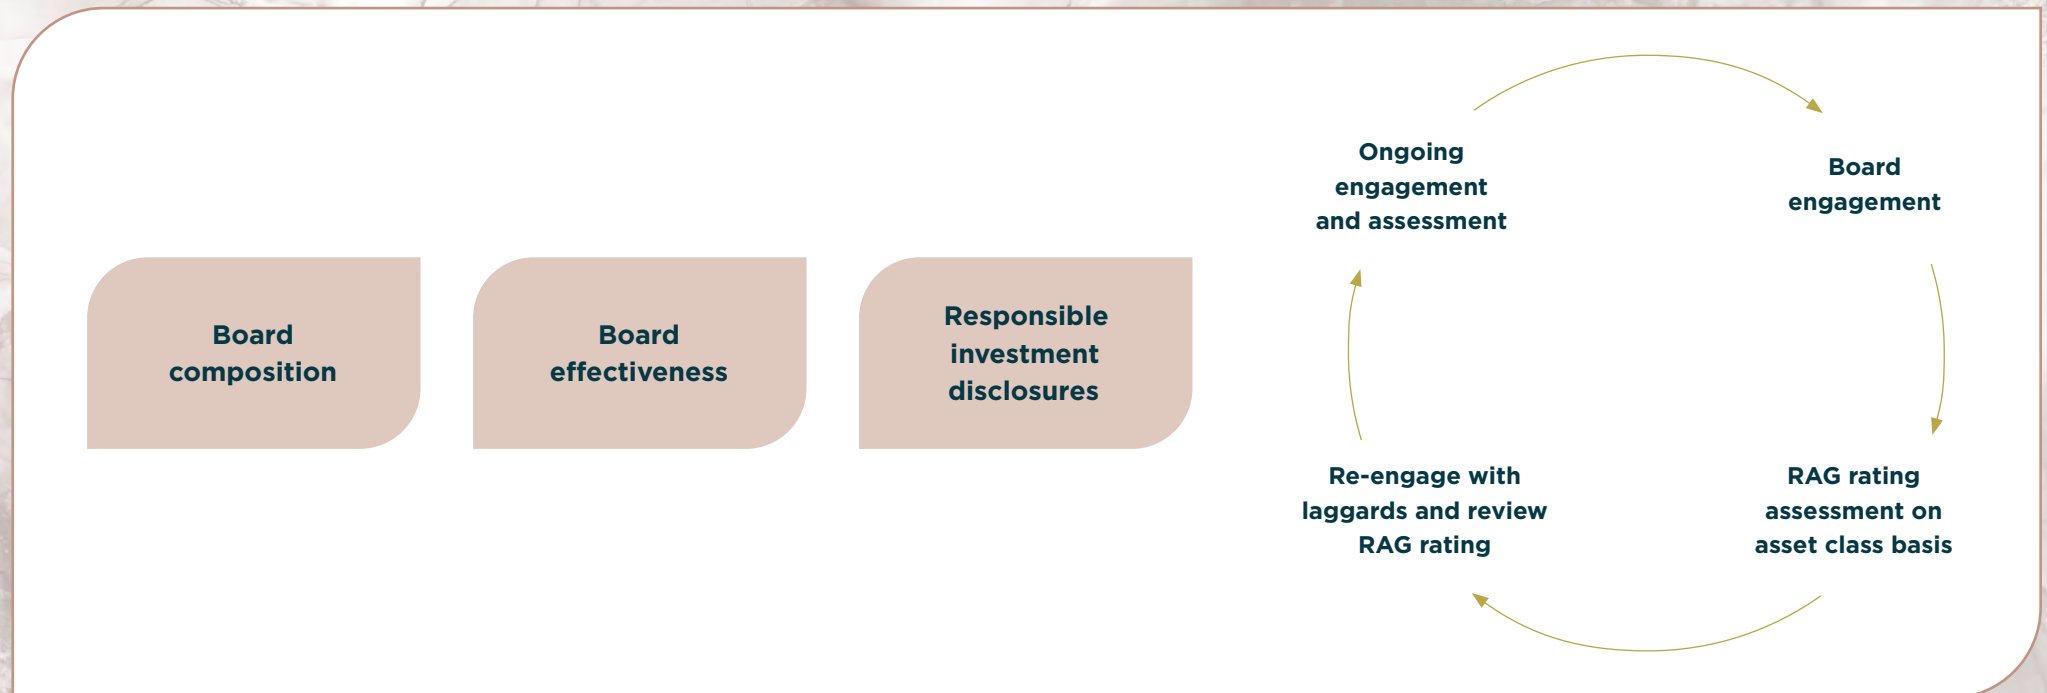 Board
composition
Board
effectiveness
Responsible
investment
disclosures
Ongoing
engagement
and assessment
Board
engagement
RAG rating
assessment on
asset class basis
Re-engage with
laggards and review
RAG rating